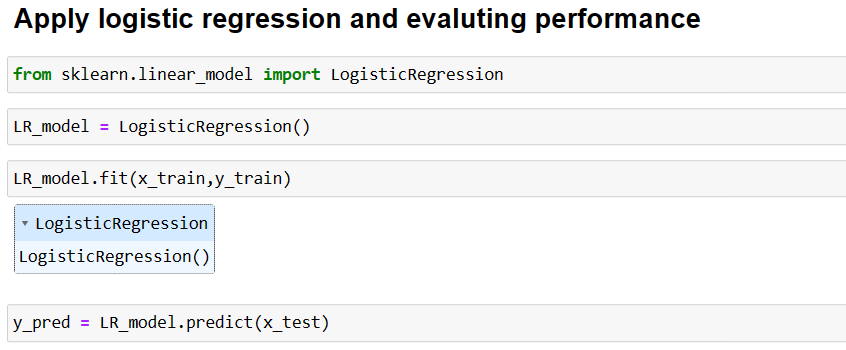 Apply logistic regression and evaluting performance
from sklearn.linear_model import LogisticRegression
LR_model = LogisticRegression()
LR_model.fit(x_train,y_train)
▾ LogisticRegression
LogisticRegression()
y_pred = LR_model.predict(x_test)